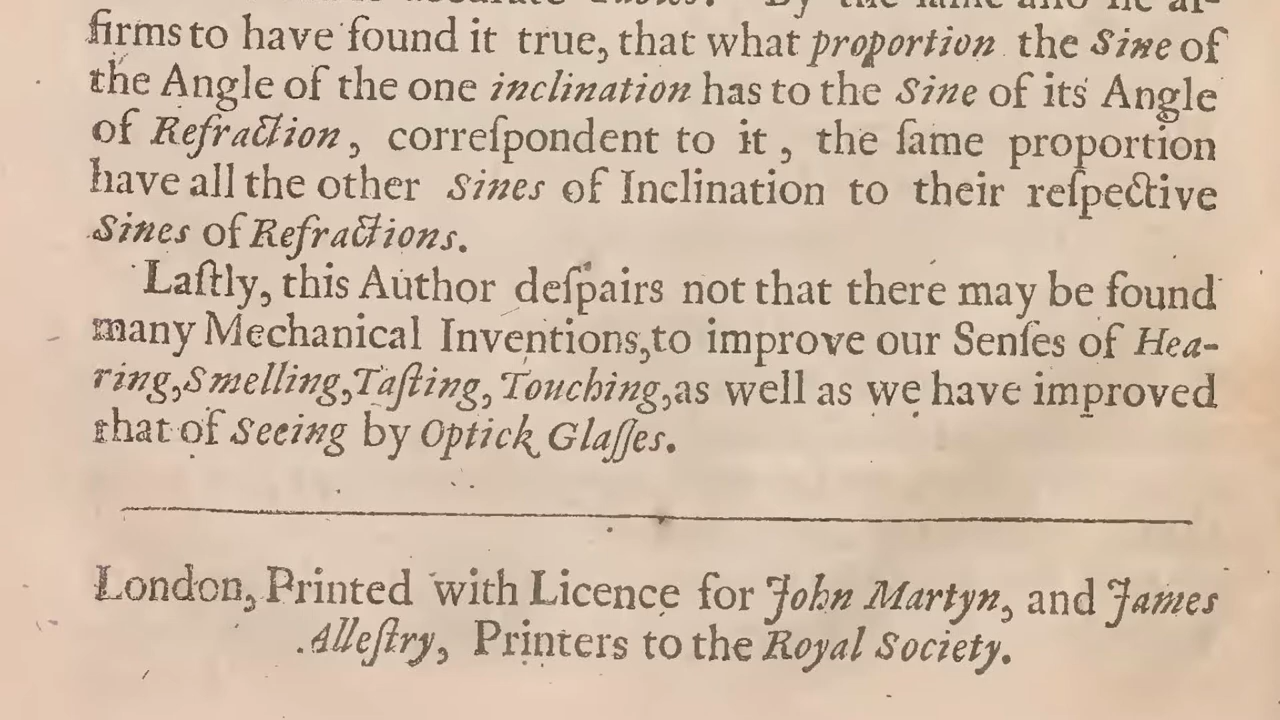 firms to have found it true, that what proportion the Sine of
the Angle of the one inclination has to the Sine of its Angle
of Refraction, correſpondent to it, the ſame proportion
have all the other Sines of Inclination to their reſpective
Sines of Refractions.
Laſtly, this Author deſpairs not that there may be found
many Mechanical Inventions, to improve our Senſes of Hea-
ring, Smelling, Taſting, Touching, as well as we have improved
that of Seeing by Optick Glaſſes.
London, Printed with Licence for John Martyn, and James
Alleſtry, Printers to the Royal Society.